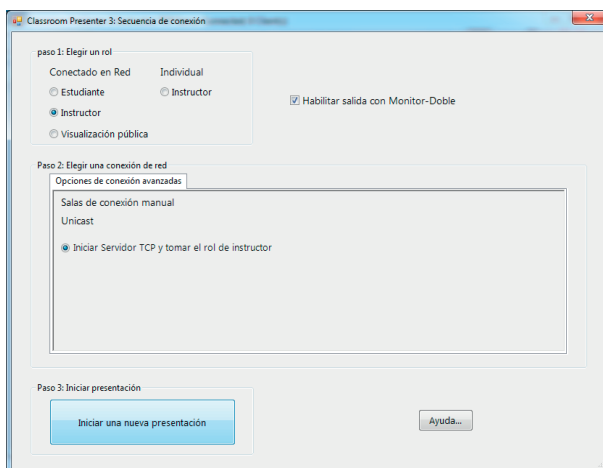 Classroom Presenter 3: Secuencia de conexión
paso 1: Elegir un rol
Conectado en Red Individual
Estudiante Instructor
Instructor
Visualización pública
Habilitar salida con Monitor-Doble
Paso 2: Elegir una conexión de red
Opciones de conexión avanzadas
Salas de conexión manual
Unicast
Iniciar Servidor TCP y tomar el rol de instructor
Paso 3: Iniciar presentación
Iniciar una nueva presentación
Ayuda...